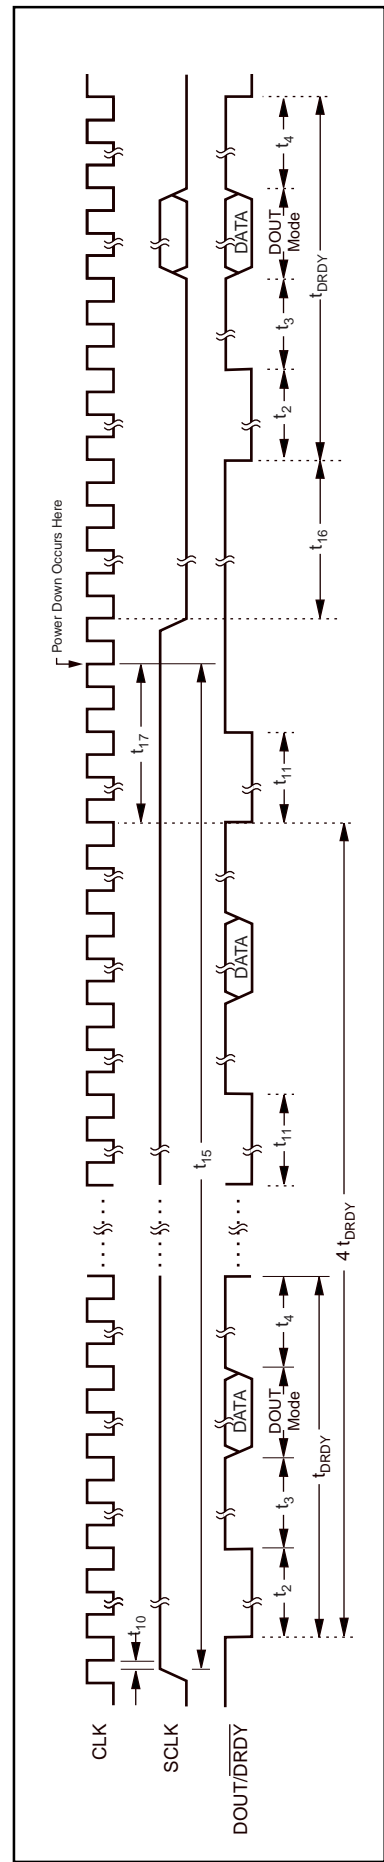 Power Down Occurs Here
CLK
t10
t17
SCLK
t15
DOUT/DRDY
DATA
DATA
DATA
t2
t3
DOUT
Mode
t4
t11
t11
t16
t2
t3
DOUT
Mode
t4
tDRDY
tDRDY
4 tDRDY